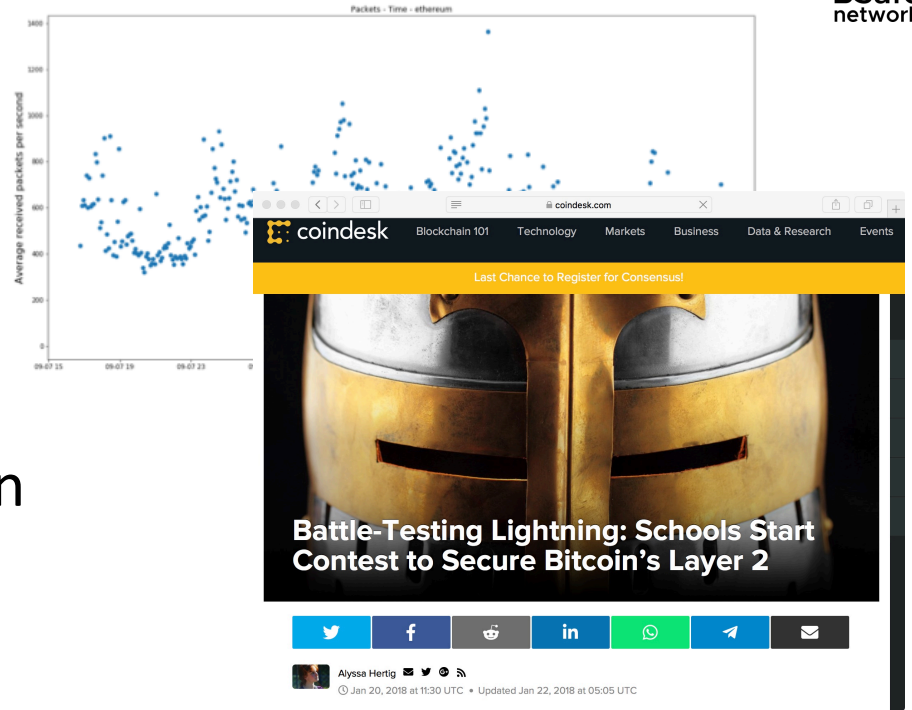 Packets - Time - ethereum
network
1400
1200
1000
800
600
400
200
0
Average received packets per second
09-07 15
09-07 19
09-07 23
coindesk.com
coindesk
Blockchain 101
Technology
Markets
Business
Data & Research
Events
Last Chance to Register for Consensus!
n
Battle-Testing Lightning: Schools Start
Contest to Secure Bitcoin's Layer 2
Alyssa Hertig
Jan 20, 2018 at 11:30 UTC • Updated Jan 22, 2018 at 05:05 UTC